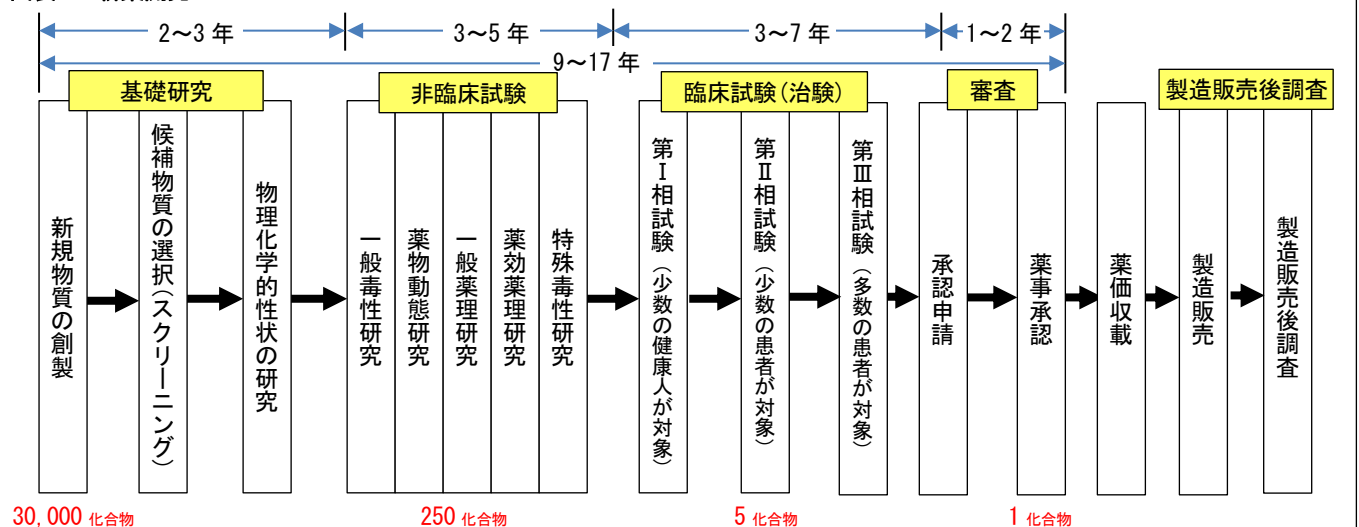 2～3 年
3～5 年
3～7 年
1～2 年
9～17 年
基礎研究
非臨床試験
臨床試験(治験)
審査
製造販売後調査
新規物質の創製
候補物質の選択(スクリーニング)
物理化学的性状の研究
一般毒性研究
薬物動態研究
一般薬理研究
薬効薬理研究
特殊毒性研究
第Ⅰ相試験(少数の健康人が対象)
第Ⅱ相試験(少数の患者が対象)
第Ⅲ相試験(多数の患者が対象)
承認申請
薬事承認
薬価収載
製造販売
製造販売後調査
30,000 化合物
250 化合物
5 化合物
1 化合物